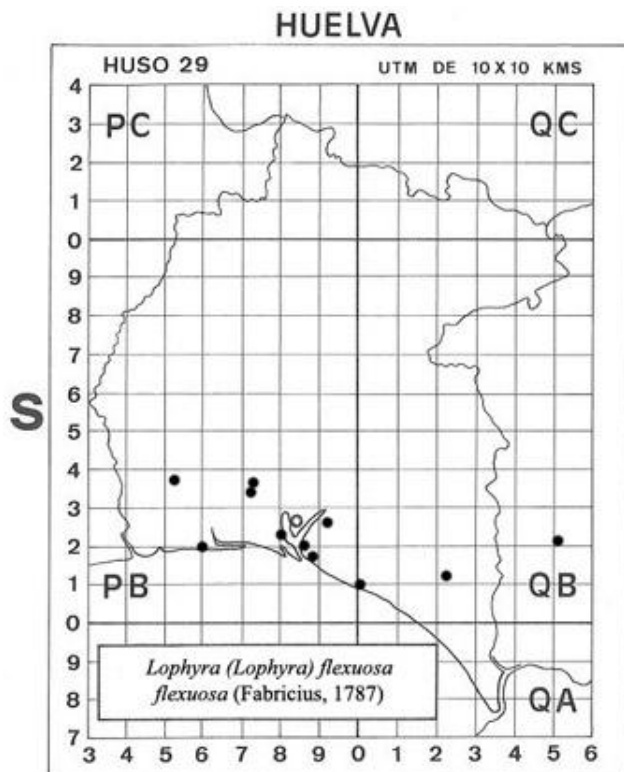 HUELVA
HUSO 29 UTM DE 10 X 10 KMS
4
PC QC
3
2
1
0
9
8
7
6
S
5
4
3
2
PB QB
1
0
Lophyra (Lophyra) flexuosa
flexuosa (Fabricius, 1787)
9
QA
8
7
3 4 5 6 7 8 9 0 1 2 3 4 5 6